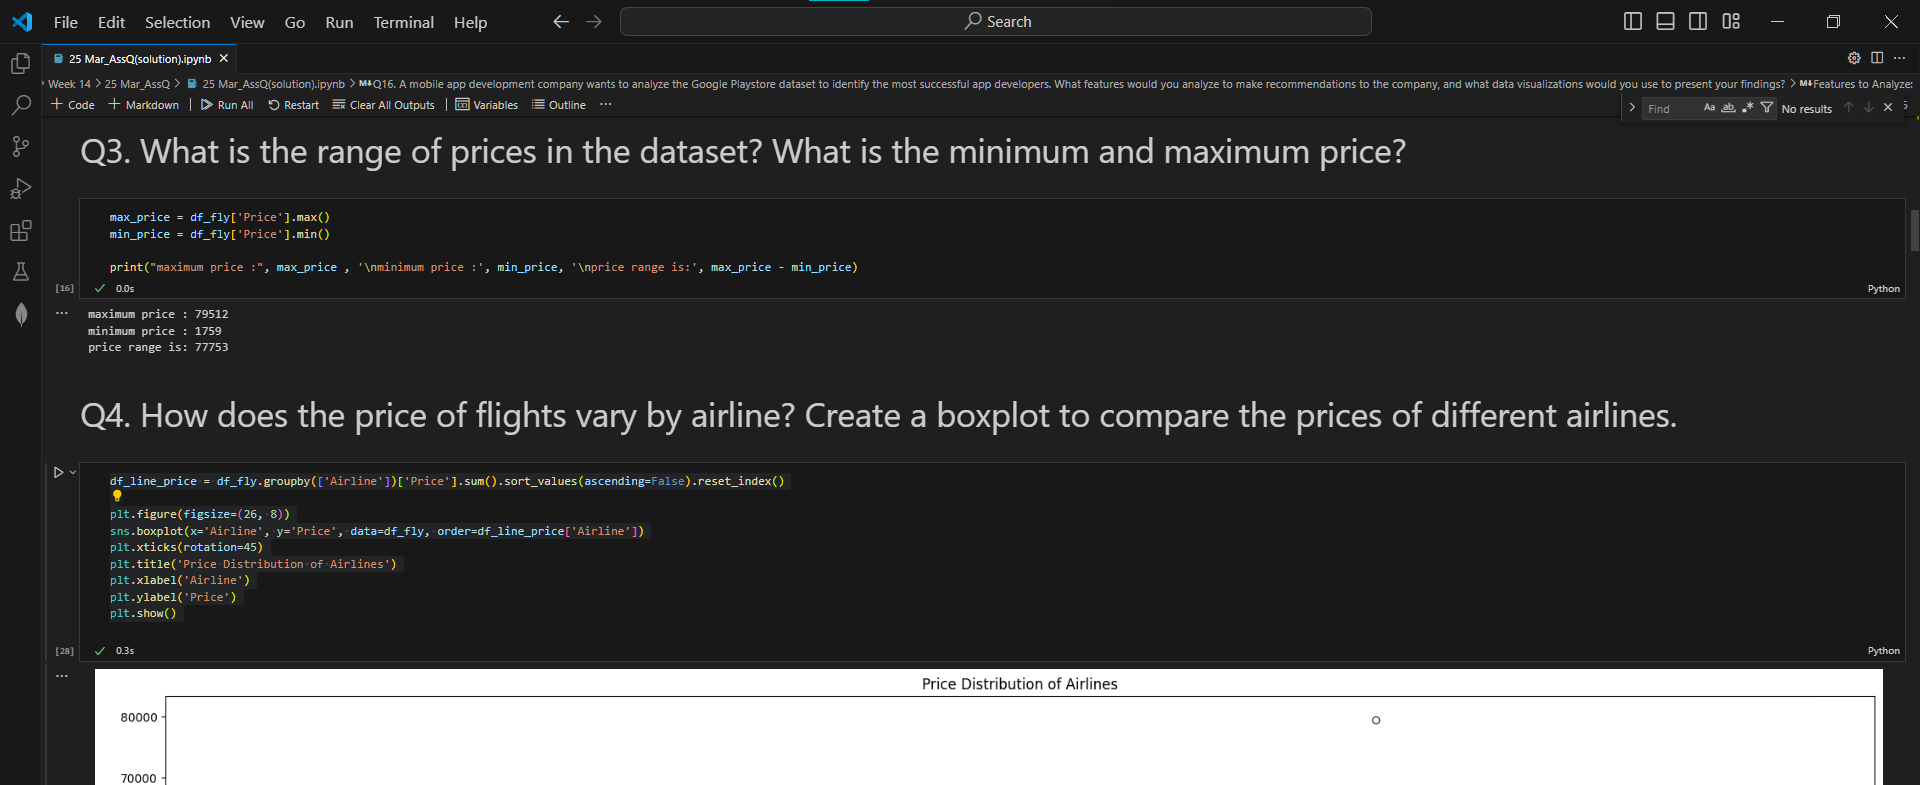 File Edit Selection View Go Run Terminal Help Search
25 Mar_AssQ(solution).ipynb
Week 14 > 25 Mar_AssQ > 25 Mar_AssQ(solution).ipynb > M↓Q16. A mobile app development company wants to analyze the Google Playstore dataset to identify the most successful app developers. What features would you analyze to make recommendations to the company, and what data visualizations would you use to present your findings? > M↓Features to Analyze:
+ Code + Markdown | Run All Restart Clear All Outputs | Variables Outline ...
Find Aa ab .* No results
Q3. What is the range of prices in the dataset? What is the minimum and maximum price?
max_price = df_fly['Price'].max()
min_price = df_fly['Price'].min()
print("maximum price :", max_price , '\nminimum price :', min_price, '\nprice range is:', max_price - min_price)
[16] 0.0s Python
maximum price : 79512
minimum price : 1759
price range is: 77753
Q4. How does the price of flights vary by airline? Create a boxplot to compare the prices of different airlines.
df_line_price = df_fly.groupby(['Airline'])['Price'].sum().sort_values(ascending=False).reset_index()
plt.figure(figsize=(26, 8))
sns.boxplot(x='Airline', y='Price', data=df_fly, order=df_line_price['Airline'])
plt.xticks(rotation=45)
plt.title('Price Distribution of Airlines')
plt.xlabel('Airline')
plt.ylabel('Price')
plt.show()
[28] 0.3s Python
Price Distribution of Airlines
80000
70000